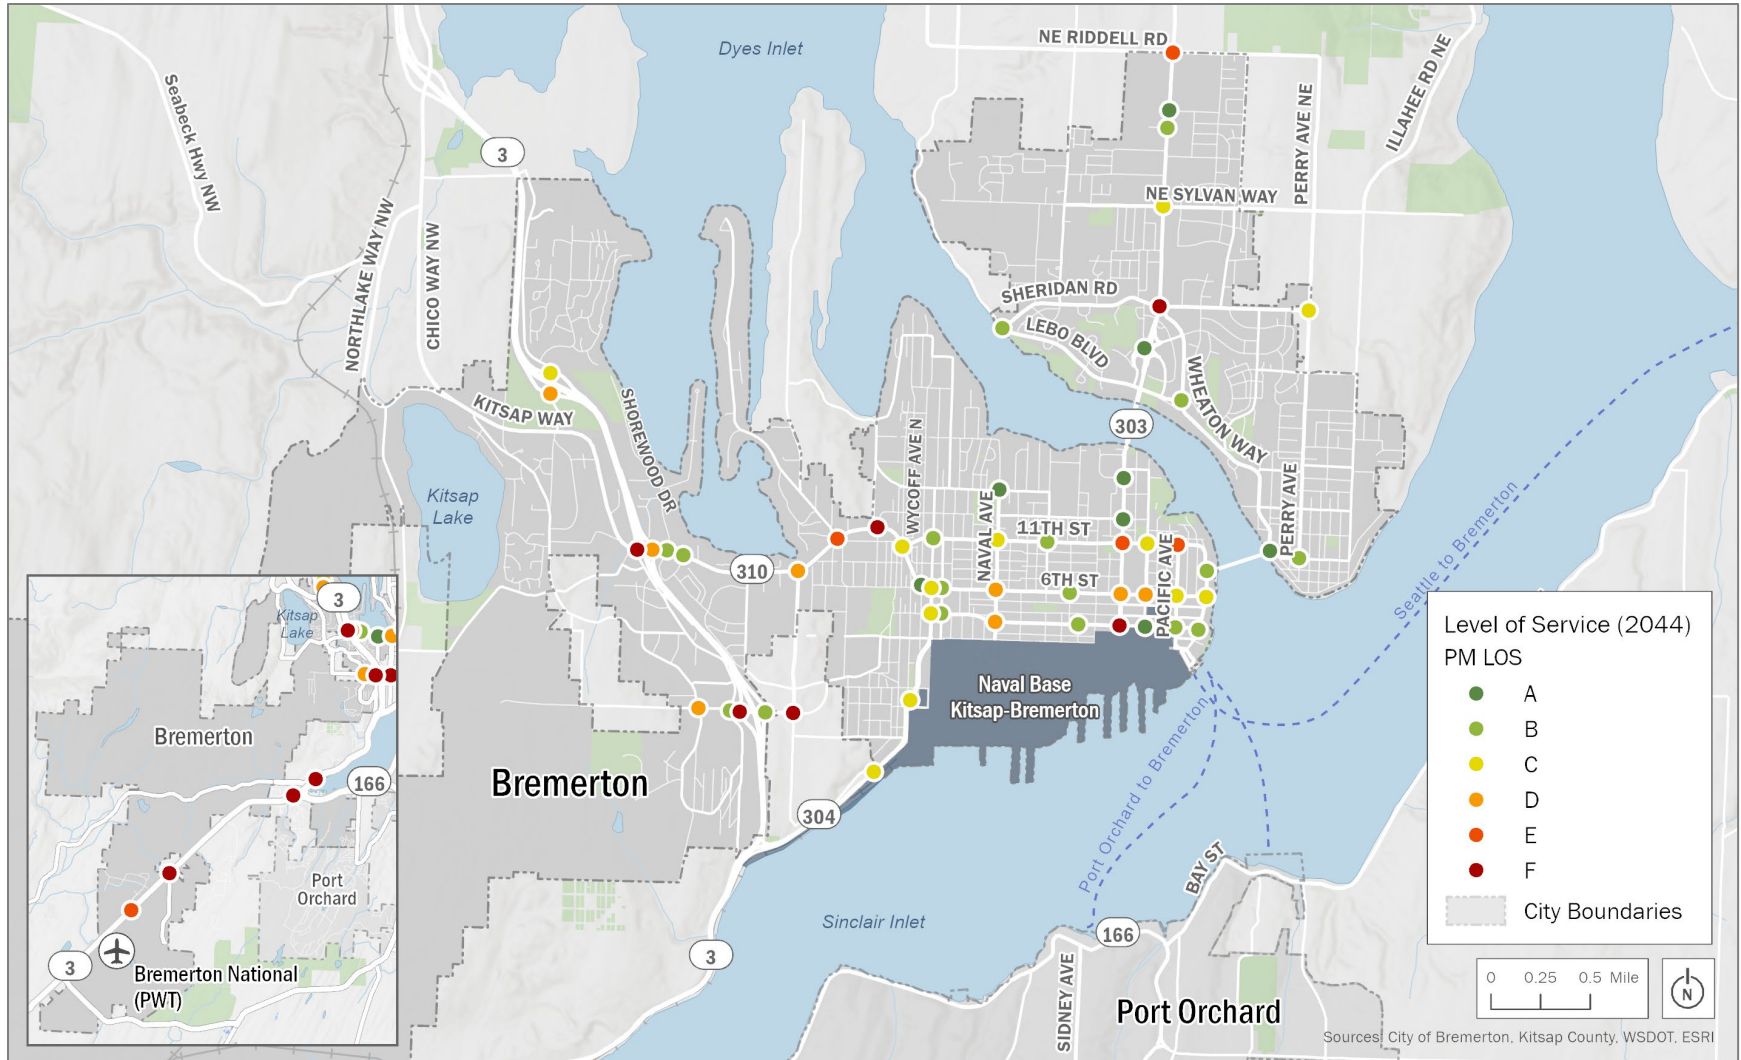 Dyes Inlet
NE RIDDELL RD
Seabeck Hwy NW
3
PERRY AVE NE
ILLAHEE RD NE
NE SYLVAN WAY
NORTHLAKE WAY NW
CHICO WAY NW
SHERIDAN RD
LEBO BLVD
WHEATON WAY
KITSAP WAY
SHOREWOOD DR
303
WYCOFF AVE N
Kitsap
Lake
NAVAL AVE
11TH ST
PACIFIC AVE
PERRY AVE
310
6TH ST
Seattle to Bremerton
Naval Base
Kitsap-Bremerton
Port Orchard to Bremerton
Bremerton
304
Sinclair Inlet
BAY ST
166
3
SIDNEY AVE
Port Orchard
3
Kitsap
Lake
Bremerton
166
Port
Orchard
3
Bremerton National
(PWT)
Level of Service (2044)
PM LOS
A
B
C
D
E
F
City Boundaries
0 0.25 0.5 Mile
N
Sources: City of Bremerton, Kitsap County, WSDOT, ESRI